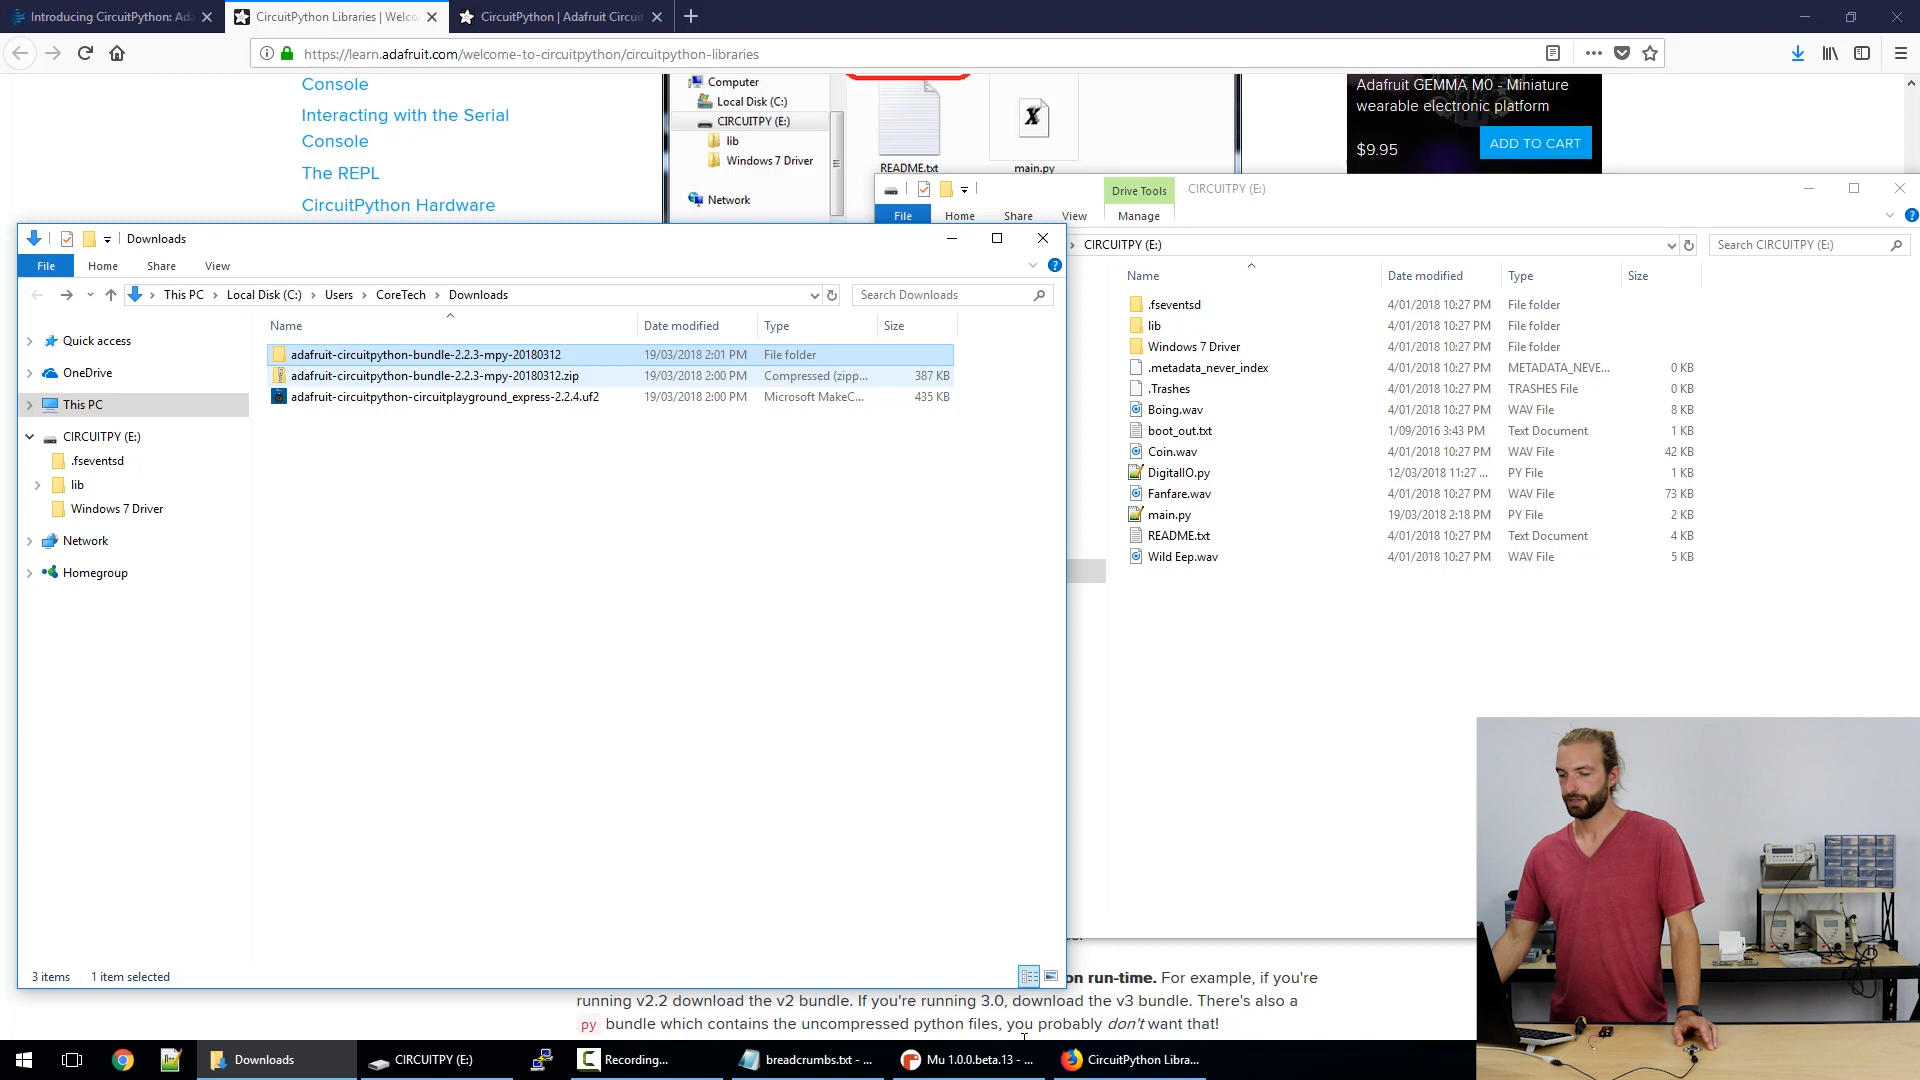 Introducing CircuitPython: Ada
CircuitPython Libraries | Welco
CircuitPython | Adafruit Circui
https://learn.adafruit.com/welcome-to-circuitpython/circuitpython-libraries
Console
Interacting with the Serial
Console
The REPL
CircuitPython Hardware
Computer
Local Disk (C:)
CIRCUITPY (E:)
lib
Windows 7 Driver
Network
README.txt
main.py
Adafruit GEMMA M0 - Miniature
wearable electronic platform
$9.95
ADD TO CART
Drive Tools
CIRCUITPY (E:)
File
Home
Share
View
Manage
CIRCUITPY (E:)
Search CIRCUITPY (E:)
Name Date modified Type Size
.fseventsd 4/01/2018 10:27 PM File folder
lib 4/01/2018 10:27 PM File folder
Windows 7 Driver 4/01/2018 10:27 PM File folder
.metadata_never_index 4/01/2018 10:27 PM METADATA_NEVE... 0 KB
.Trashes 4/01/2018 10:27 PM TRASHES File 0 KB
Boing.wav 4/01/2018 10:27 PM WAV File 8 KB
boot_out.txt 1/09/2016 3:43 PM Text Document 1 KB
Coin.wav 4/01/2018 10:27 PM WAV File 42 KB
DigitalIO.py 12/03/2018 11:27 ... PY File 1 KB
Fanfare.wav 4/01/2018 10:27 PM WAV File 73 KB
main.py 19/03/2018 2:18 PM PY File 2 KB
README.txt 4/01/2018 10:27 PM Text Document 4 KB
Wild Eep.wav 4/01/2018 10:27 PM WAV File 5 KB
Downloads
File
Home
Share
View
This PC > Local Disk (C:) > Users > CoreTech > Downloads
Search Downloads
Quick access
OneDrive
This PC
CIRCUITPY (E:)
.fseventsd
lib
Windows 7 Driver
Network
Homegroup
Name Date modified Type Size
adafruit-circuitpython-bundle-2.2.3-mpy-20180312 19/03/2018 2:01 PM File folder
adafruit-circuitpython-bundle-2.2.3-mpy-20180312.zip 19/03/2018 2:00 PM Compressed (zipp... 387 KB
adafruit-circuitpython-circuitplayground_express-2.2.4.uf2 19/03/2018 2:00 PM Microsoft MakeC... 435 KB
3 items 1 item selected
on run-time. For example, if you're
running v2.2 download the v2 bundle. If you're running 3.0, download the v3 bundle. There's also a
py bundle which contains the uncompressed python files, you probably don't want that!
Downloads
CIRCUITPY (E:)
Recording...
breadcrumbs.txt - ...
Mu 1.0.0.beta.13 - ...
CircuitPython Libra...